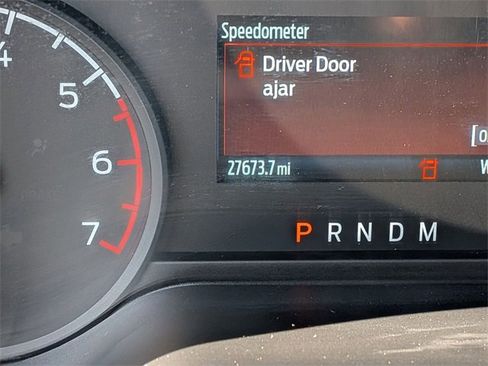 4
5
6
7
Speedometer
Driver Door
ajar
27673.7 mi
P R N D M